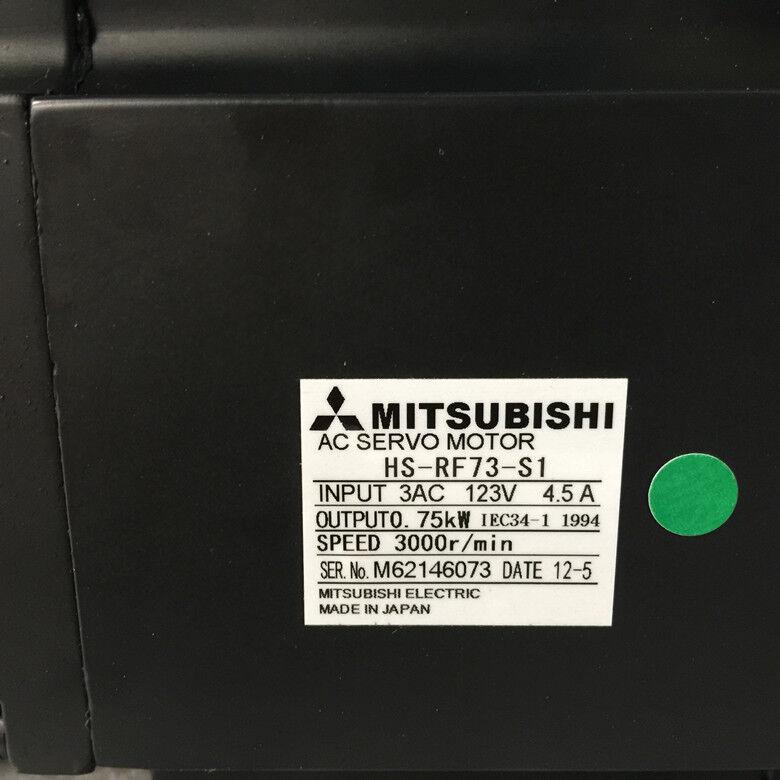 MITSUBISHI
AC SERVO MOTOR
HS-RF73-S1
INPUT 3AC 123V 4.5A
OUTPUT0.75kW IEC34-1 1994
SPEED 3000r/min
SER.No.M62146073 DATE 12-5
MITSUBISHI ELECTRIC
MADE IN JAPAN